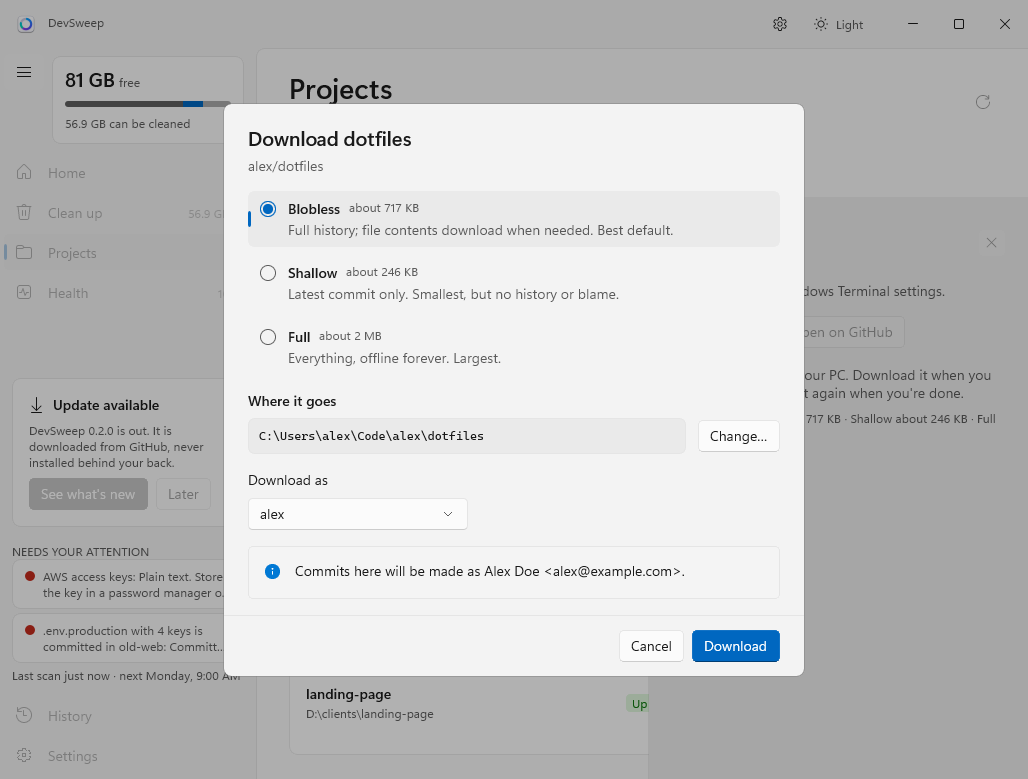 DevSweep
Light
81 GB free
56.9 GB can be cleaned
Home
Clean up
56.9
Projects
Health
Update available
DevSweep 0.2.0 is out. It is
downloaded from GitHub, never
installed behind your back.
See what's new
Later
NEEDS YOUR ATTENTION
AWS access keys: Plain text. Store
the key in a password manager o...
.env.production with 4 keys is
committed in old-web: Committ...
Last scan just now · next Monday, 9:00 AM
History
Settings
Projects
Download dotfiles
alex/dotfiles
Blobless about 717 KB
Full history; file contents download when needed. Best default.
Shallow about 246 KB
Latest commit only. Smallest, but no history or blame.
Full about 2 MB
Everything, offline forever. Largest.
Where it goes
C:\Users\alex\Code\alex\dotfiles
Change...
Download as
alex
Commits here will be made as Alex Doe <alex@example.com>.
Cancel
Download
dows Terminal settings.
pen on GitHub
our PC. Download it when you
t again when you're done.
717 KB · Shallow about 246 KB · Full
landing-page
D:\clients\landing-page
Up